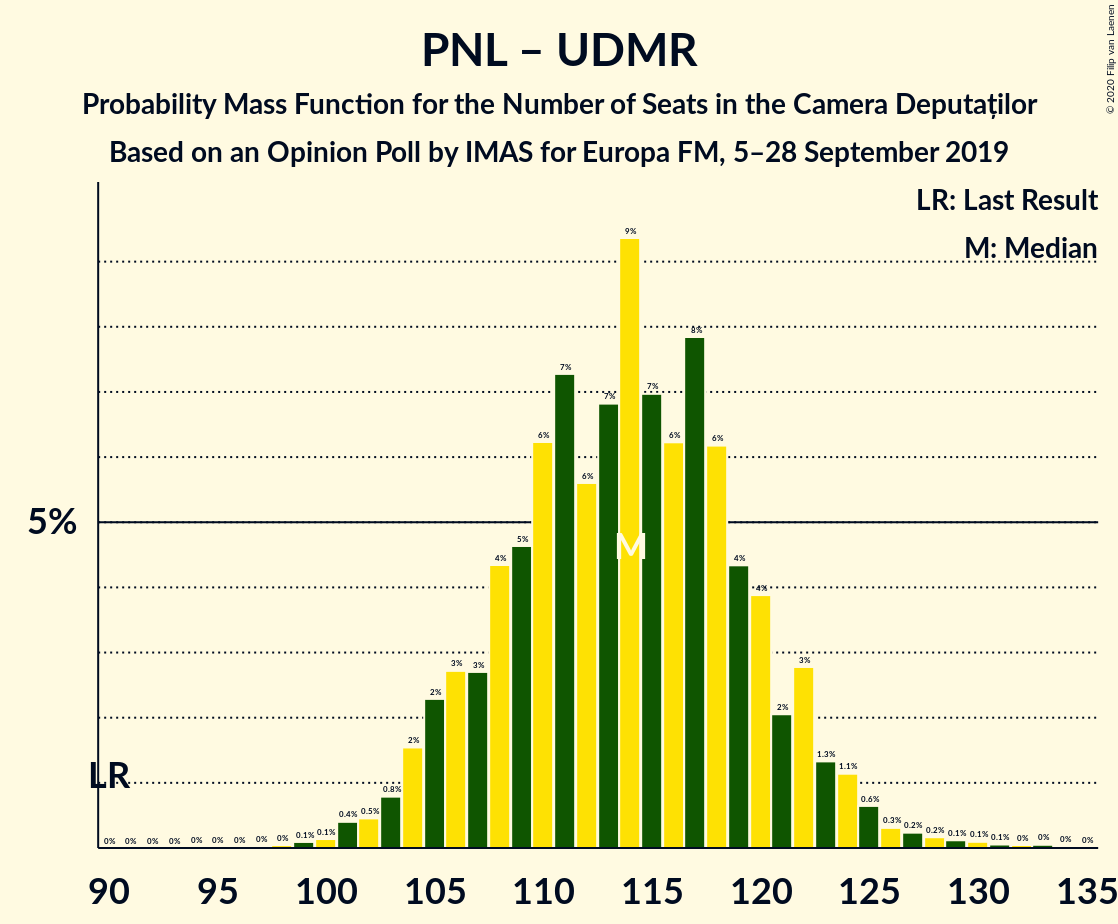 PNL – UDMR
Probability Mass Function for the Number of Seats in the Camera Deputaților
Based on an Opinion Poll by IMAS for Europa FM, 5–28 September 2019
© 2020 Filip van Laenen
LR: Last Result
M: Median
5%
LR
M
0% 0% 0% 0% 0% 0% 0% 0% 0% 0.1% 0.1% 0.4% 0.5% 0.8% 2% 2% 3% 3% 4% 5% 6% 7% 6% 7% 9% 7% 6% 8% 6% 4% 4% 2% 3% 1.3% 1.1% 0.6% 0.3% 0.2% 0.2% 0.1% 0.1% 0.1% 0% 0% 0% 0%
90 95 100 105 110 115 120 125 130 135